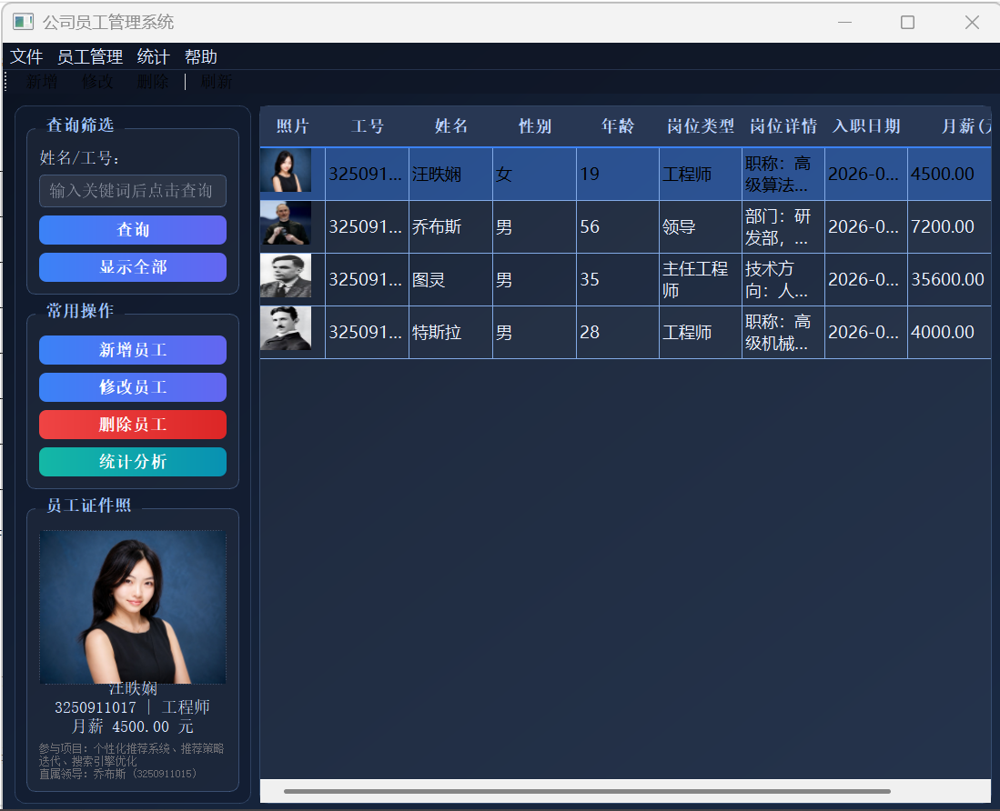 公司员工管理系统
文件 员工管理 统计 帮助
新增 修改 删除 刷新
查询筛选
姓名/工号:
输入关键词后点击查询
查询
显示全部
常用操作
新增员工
修改员工
删除员工
统计分析
员工证件照
汪昳娴
3250911017 | 工程师
月薪 4500.00 元
参与项目: 个性化推荐系统、推荐策略
迭代、搜索引擎优化
直属领导: 乔布斯 (3250911015)
照片 工号 姓名 性别 年龄 岗位类型 岗位详情 入职日期 月薪(
325091... 汪昳娴 女 19 工程师 职称：高级算法... 2026-0... 4500.00
325091... 乔布斯 男 56 领导 部门：研发部，... 2026-0... 7200.00
325091... 图灵 男 35 主任工程师 技术方向：人... 2026-0... 35600.00
325091... 特斯拉 男 28 工程师 职称：高级机械... 2026-0... 4000.00